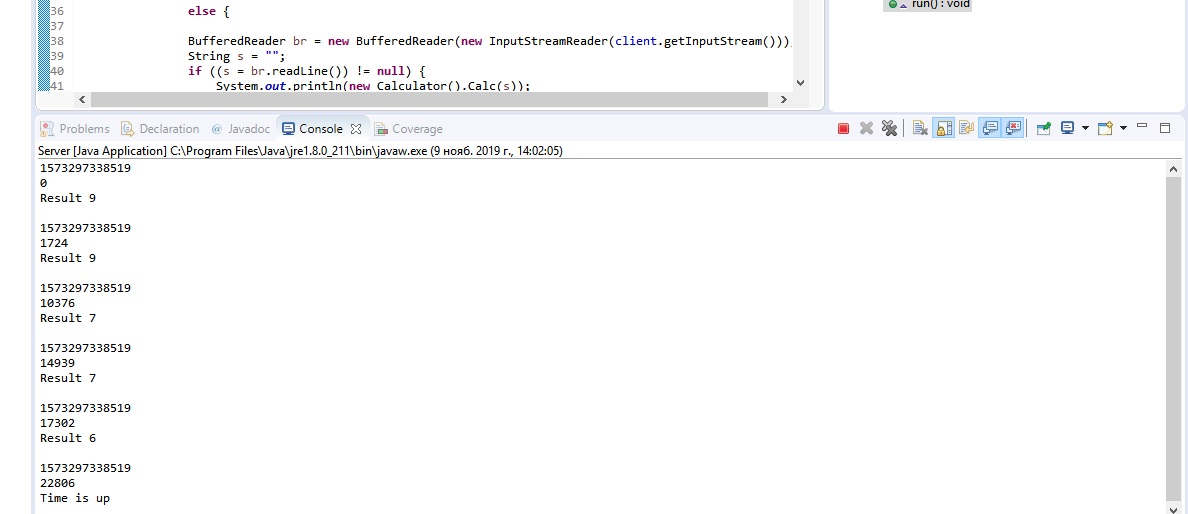 36 else {
run() : void
37
38 BufferedReader br = new BufferedReader(new InputStreamReader(client.getInputStream()))
39 String s = "";
40 if ((s = br.readLine()) != null) {
41 System.out.println(new Calculator().Calc(s));
Problems Declaration Javadoc Console Coverage
Server [Java Application] C:\Program Files\Java\jre1.8.0_211\bin\javaw.exe (9 нояб. 2019 г., 14:02:05)
1573297338519
0
Result 9
1573297338519
1724
Result 9
1573297338519
10376
Result 7
1573297338519
14939
Result 7
1573297338519
17302
Result 6
1573297338519
22806
Time is up